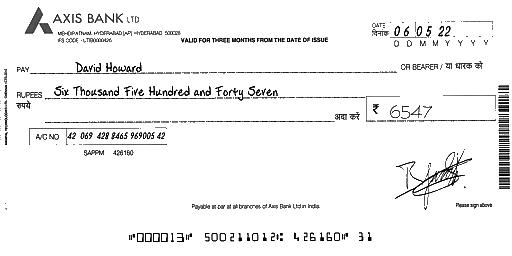 AXIS BANK LTD
MEHDIPATNAM, HYDERABAD[AP] HYDERABAD 500028
IFS CODE - UTIB0000426
VALID FOR THREE MONTHS FROM THE DATE OF ISSUE
DATE
दिनांक 06 05 22
D D M M Y Y Y Y
PAY David Howard OR BEARER / या धारक को
RUPEES Six Thousand Five Hundred and Forty Seven
रुपये अदा करें ₹ 6547
A/C NO 42 069 428 8465 969005 42
SAPPM 426160
Payable at par at all branches of Axis Bank Ltd in India.
Please sign above
⑈000013⑈ 500211012⑆ 426160⑈ 31